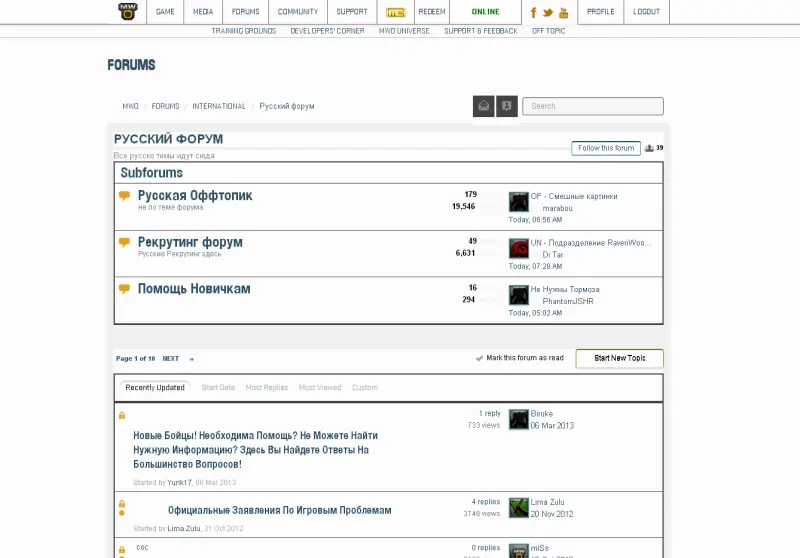 MWO
GAME MEDIA FORUMS COMMUNITY SUPPORT MC REDEEM ONLINE PROFILE LOGOUT
TRAINING GROUNDS DEVELOPERS' CORNER MWO UNIVERSE SUPPORT & FEEDBACK OFF TOPIC
FORUMS
MWO / FORUMS / INTERNATIONAL / Русский форум
Search
РУССКИЙ ФОРУМ
Все русско темы идут сюда
Follow this forum 39
Subforums
Русская Оффтопик
не по теме форума
179
19,546
OF - Смешные картинки
marabou
Today, 06:56 AM
Рекрутинг форум
Русские Рекрутинг здесь
49
6,631
UN - Подразделение RavenWoo...
Di Tar
Today, 07:28 AM
Помощь Новичкам
16
294
Не Нужны Тормоза
PhantomJSHR
Today, 05:02 AM
Page 1 of 10 NEXT »
Mark this forum as read
Start New Topic
Recently Updated Start Date Most Replies Most Viewed Custom
Новые Бойцы! Необходима Помощь? Не Можете Найти
Нужную Информацию? Здесь Вы Найдете Ответы На
Большинство Вопросов!
Started by Yurik17, 06 Mar 2013
1 reply
733 views
Biruke
06 Mar 2013
Официальные Заявления По Игровым Проблемам
Started by Lima Zulu, 31 Oct 2012
4 replies
3748 views
Lima Zulu
20 Nov 2012
0 replies
miSs